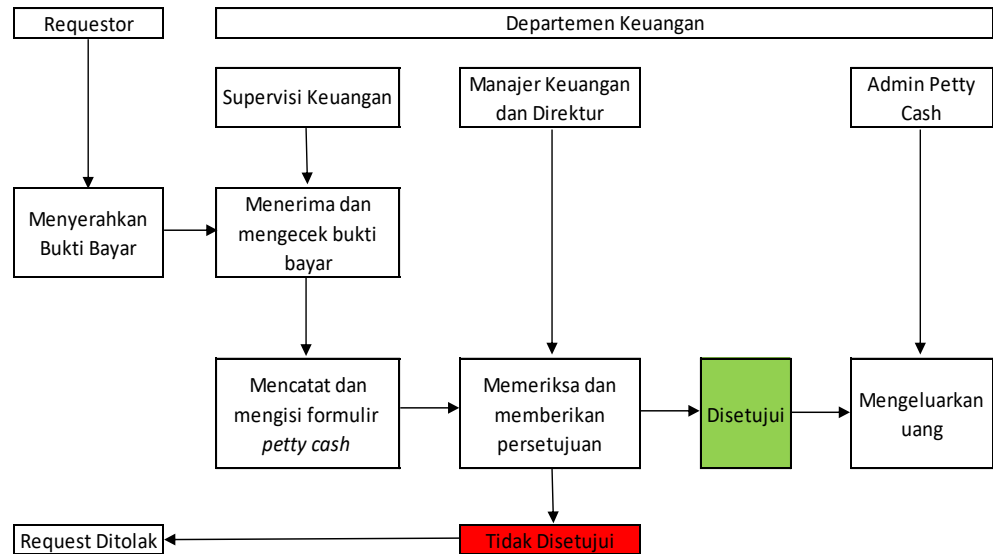 Requestor
Departemen Keuangan
Supervisi Keuangan
Manajer Keuangan
dan Direktur
Admin Petty
Cash
Menyerahkan
Bukti Bayar
Menerima dan
mengecek bukti
bayar
Mencatat dan
mengisi formulir
petty cash
Memeriksa dan
memberikan
persetujuan
Disetujui
Mengeluarkan
uang
Request Ditolak
Tidak Disetujui